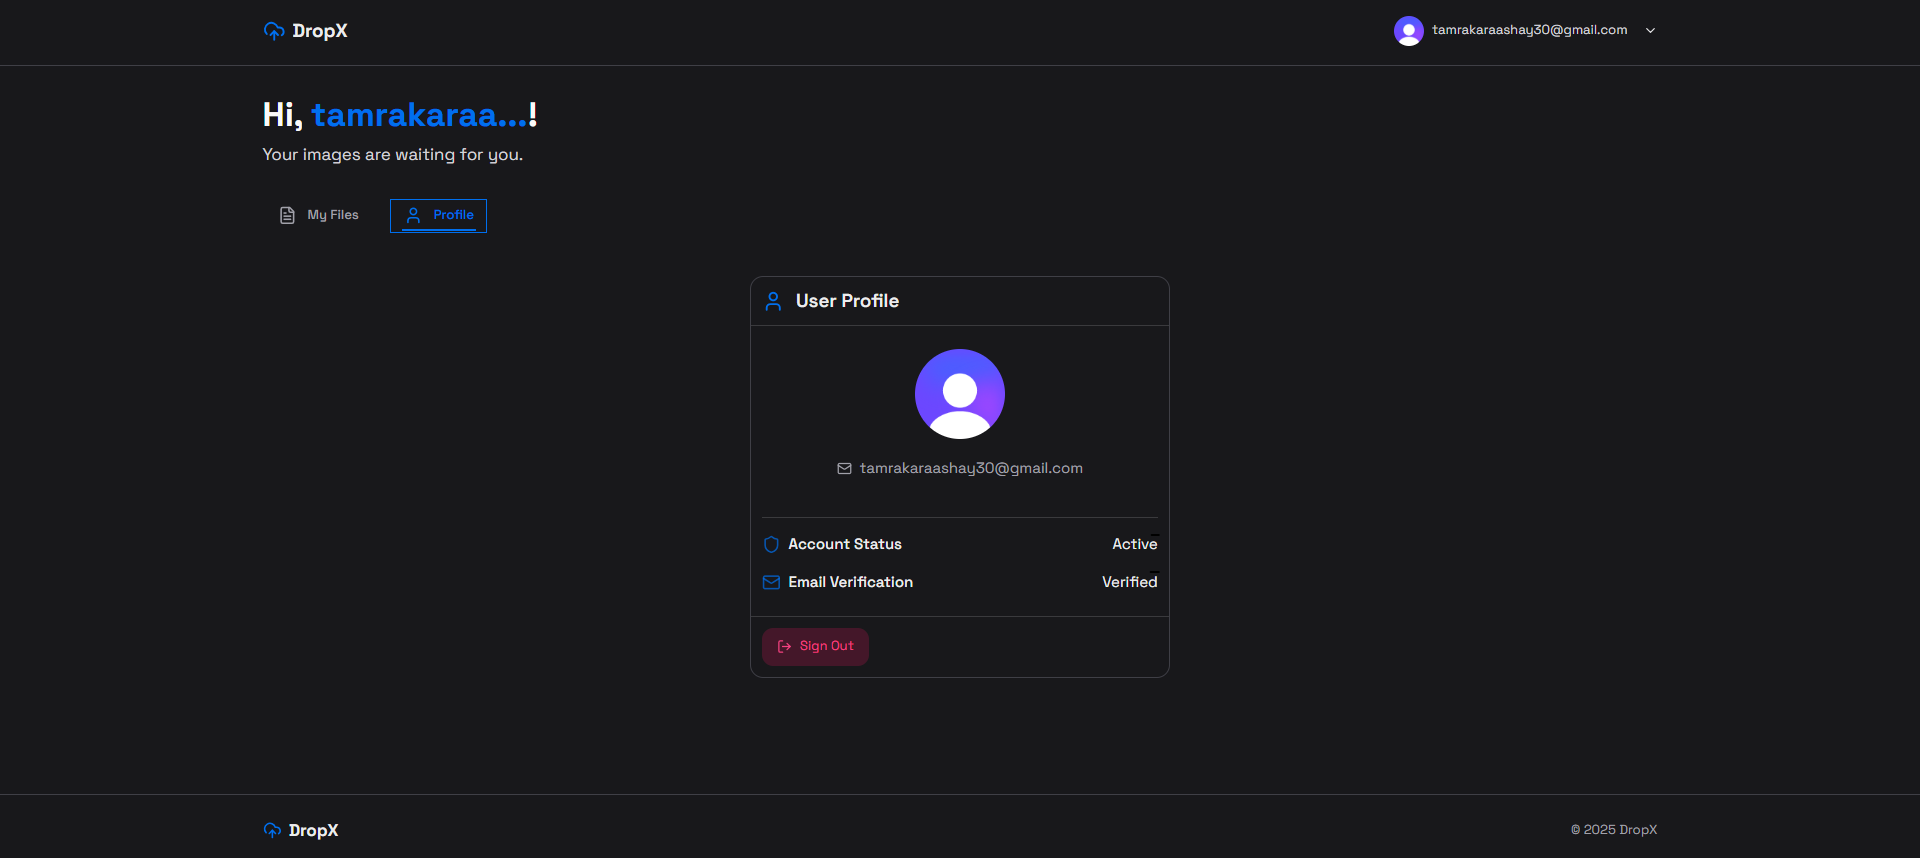 DropX
tamrakaraashay30@gmail.com
Hi, tamrakaraa...!
Your images are waiting for you.
My Files
Profile
User Profile
tamrakaraashay30@gmail.com
Account Status Active
Email Verification Verified
Sign Out
DropX
© 2025 DropX